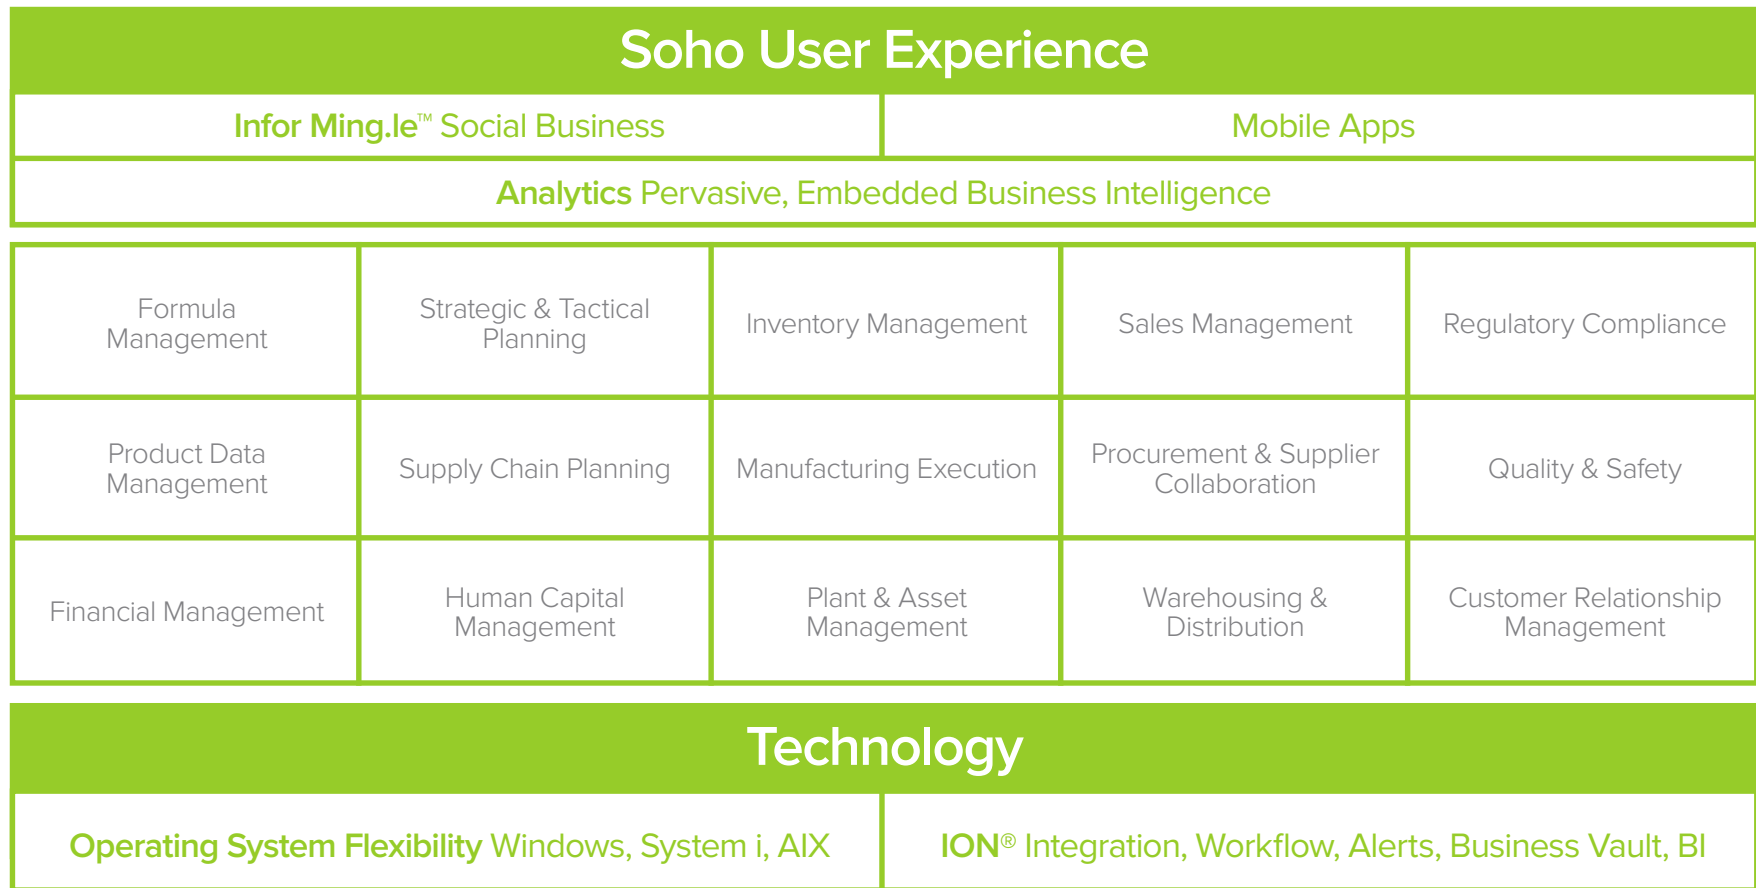 Soho User Experience
Infor Ming.le™ Social Business
Mobile Apps
Analytics Pervasive, Embedded Business Intelligence
Formula
Management
Strategic & Tactical
Planning
Inventory Management
Sales Management
Regulatory Compliance
Product Data
Management
Supply Chain Planning
Manufacturing Execution
Procurement & Supplier
Collaboration
Quality & Safety
Financial Management
Human Capital
Management
Plant & Asset
Management
Warehousing &
Distribution
Customer Relationship
Management
Technology
Operating System Flexibility Windows, System i, AIX
ION® Integration, Workflow, Alerts, Business Vault, BI